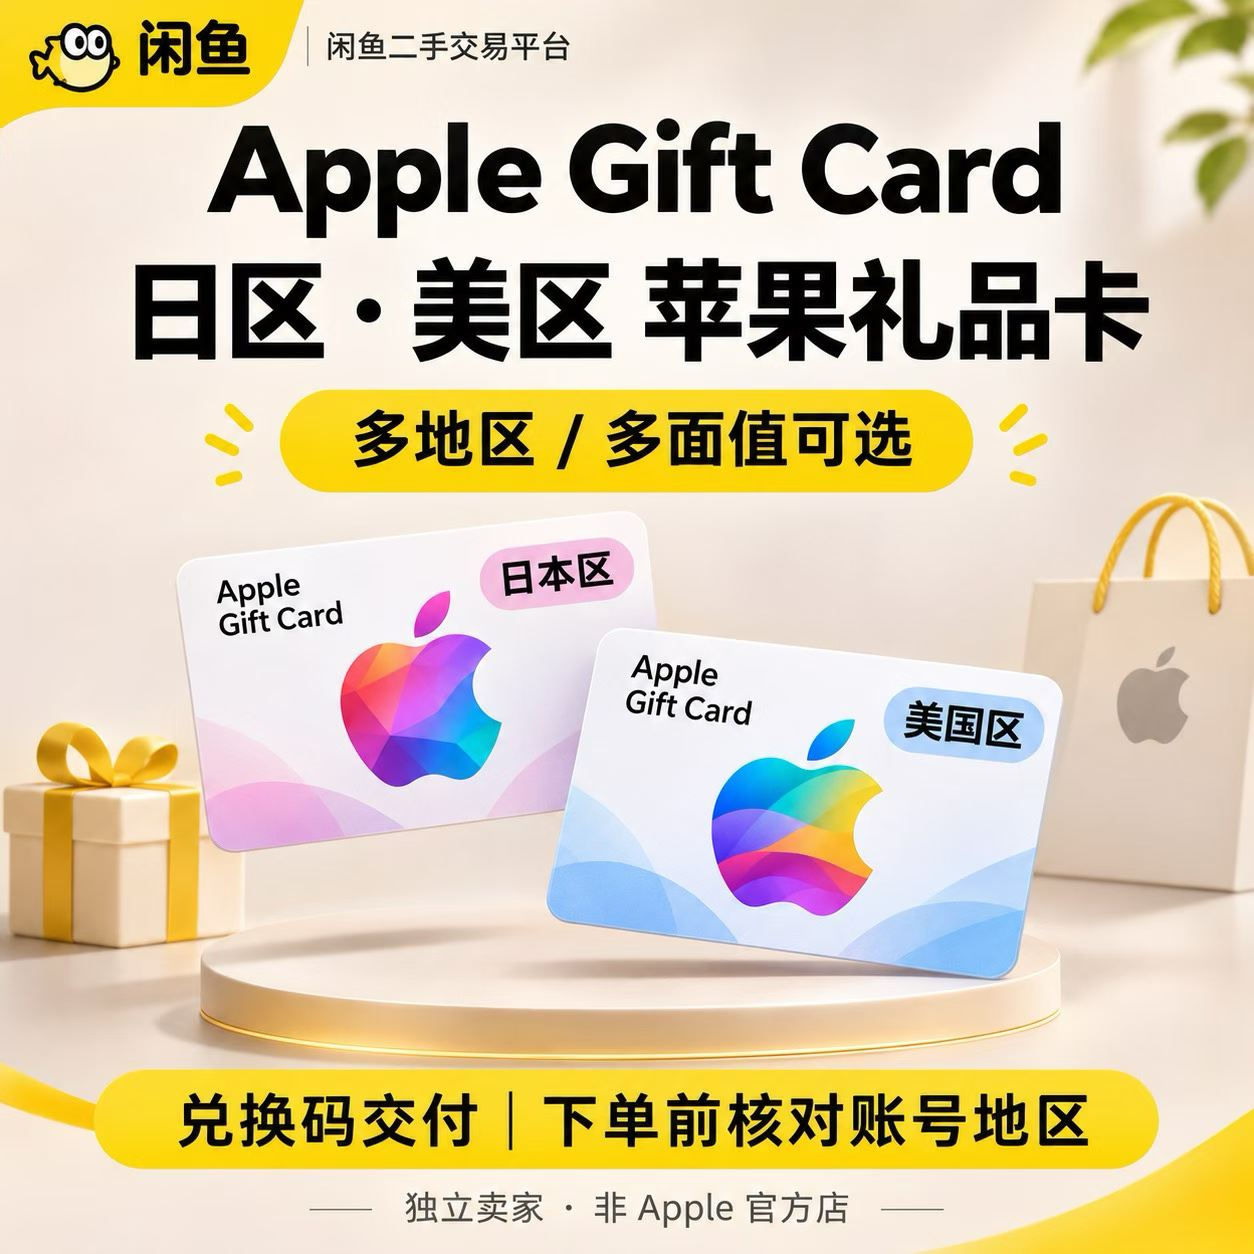 闲鱼
闲鱼二手交易平台
Apple Gift Card
日区·美区 苹果礼品卡
多地区 / 多面值可选
Apple
Gift Card
日本区
Apple
Gift Card
美国区
兑换码交付｜下单前核对账号地区
独立卖家 · 非 Apple 官方店